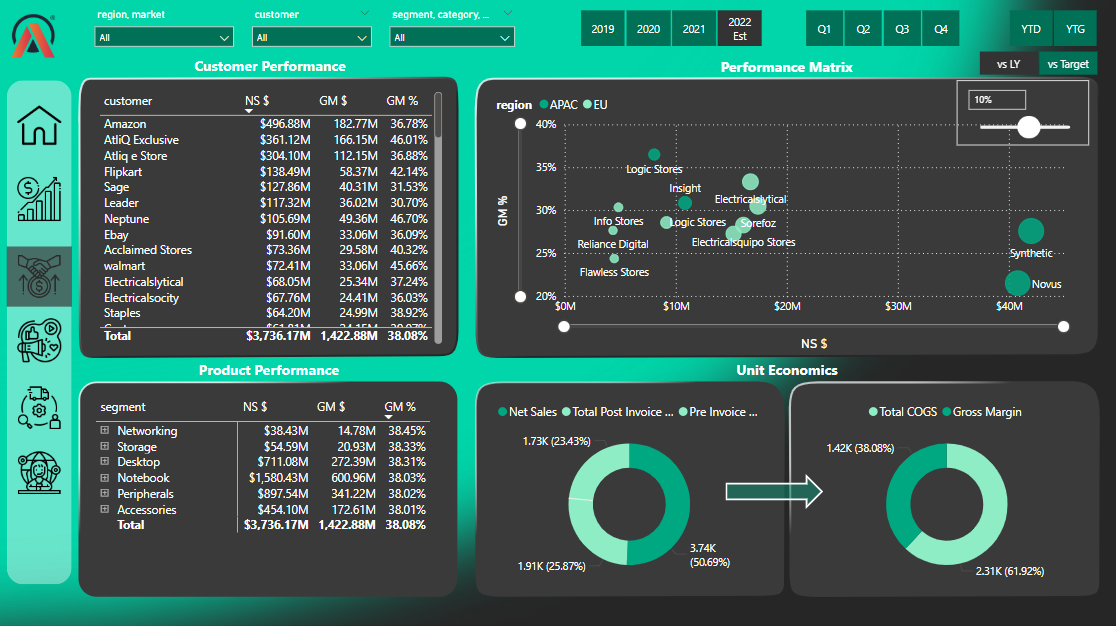 region, market
customer
segment, category, ...
All
All
All
2019
2020
2021
2022
Est
Q1
Q2
Q3
Q4
YTD
YTG
vs LY
vs Target
Customer Performance
customer NS $ GM $ GM %
Amazon $496.88M 182.77M 36.78%
AtliQ Exclusive $361.12M 166.15M 46.01%
Atliq e Store $304.10M 112.15M 36.88%
Flipkart $138.49M 58.37M 42.14%
Sage $127.86M 40.31M 31.53%
Leader $117.32M 36.02M 30.70%
Neptune $105.69M 49.36M 46.70%
Ebay $91.60M 33.06M 36.09%
Acclaimed Stores $73.36M 29.58M 40.32%
walmart $72.41M 33.06M 45.66%
Electricalslytical $68.05M 25.34M 37.24%
Electricalsocity $67.76M 24.41M 36.03%
Staples $64.20M 24.99M 38.92%
Total $3,736.17M 1,422.88M 38.08%
Performance Matrix
region APAC EU
10%
GM %
40%
35%
30%
25%
20%
Logic Stores
Insight
Electricalslytical
Info Stores
Logic Stores
Sorefoz
Reliance Digital
Electricalsquipo Stores
Flawless Stores
Synthetic
Novus
$0M
$10M
$20M
$30M
$40M
NS $
Product Performance
segment NS $ GM $ GM %
Networking $38.43M 14.78M 38.45%
Storage $54.59M 20.93M 38.33%
Desktop $711.08M 272.39M 38.31%
Notebook $1,580.43M 600.96M 38.03%
Peripherals $897.54M 341.22M 38.02%
Accessories $454.10M 172.61M 38.01%
Total $3,736.17M 1,422.88M 38.08%
Unit Economics
Net Sales Total Post Invoice ... Pre Invoice ...
1.73K (23.43%)
1.91K (25.87%)
3.74K
(50.69%)
Total COGS Gross Margin
1.42K (38.08%)
2.31K (61.92%)